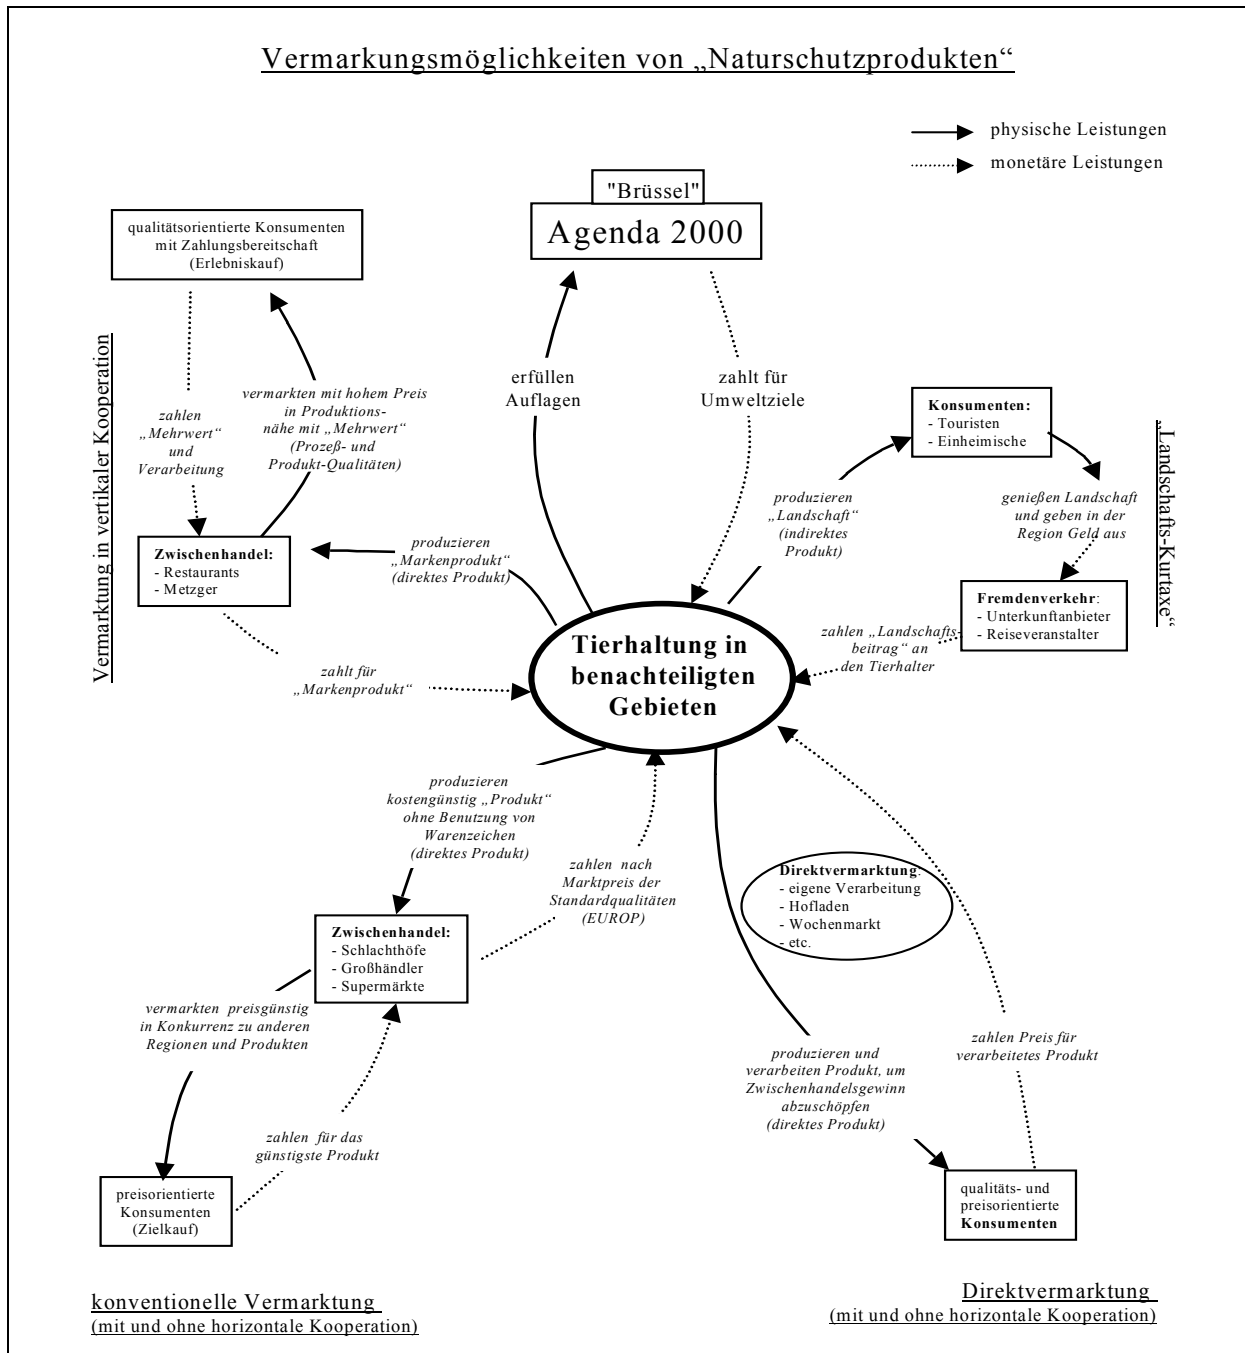 Vermarkungsmöglichkeiten von „Naturschutzprodukten“
physische Leistungen
monetäre Leistungen
"Brüssel"
Agenda 2000
qualitätsorientierte Konsumenten
mit Zahlungsbereitschaft
(Erlebniskauf)
erfüllen
Auflagen
zahlt für
Umweltziele
Vermarktung in vertikaler Kooperation
zahlen
„Mehrwert“
und
Verarbeitung
vermarkten mit hohem Preis
in Produktions-
nähe mit „Mehrwert“
(Prozeß- und
Produkt-Qualitäten)
Konsumenten:
- Touristen
- Einheimische
„Landschafts-Kurtaxe“
produzieren
„Landschaft“
(indirektes
Produkt)
genießen Landschaft
und geben in der
Region Geld aus
Zwischenhandel:
- Restaurants
- Metzger
produzieren
„Markenprodukt“
(direktes Produkt)
Fremdenverkehr:
- Unterkunftanbieter
- Reiseveranstalter
zahlen „Landschafts-
beitrag“ an
den Tierhalter
zahlt für
„Markenprodukt“
Tierhaltung in
benachteiligten
Gebieten
produzieren
kostengünstig „Produkt“
ohne Benutzung von
Warenzeichen
(direktes Produkt)
zahlen nach
Marktpreis der
Standardqualitäten
(EUROP)
Direktvermarktung:
- eigene Verarbeitung
- Hofladen
- Wochenmarkt
- etc.
Zwischenhandel:
- Schlachthöfe
- Großhändler
- Supermärkte
vermarkten preisgünstig
in Konkurrenz zu anderen
Regionen und Produkten
produzieren und
verarbeiten Produkt, um
Zwischenhandelsgewinn
abzuschöpfen
(direktes Produkt)
zahlen Preis für
verarbeitetes Produkt
zahlen für das
günstigste Produkt
preisorientierte
Konsumenten
(Zielkauf)
qualitäts- und
preisorientierte
Konsumenten
konventionelle Vermarktung
(mit und ohne horizontale Kooperation)
Direktvermarktung
(mit und ohne horizontale Kooperation)